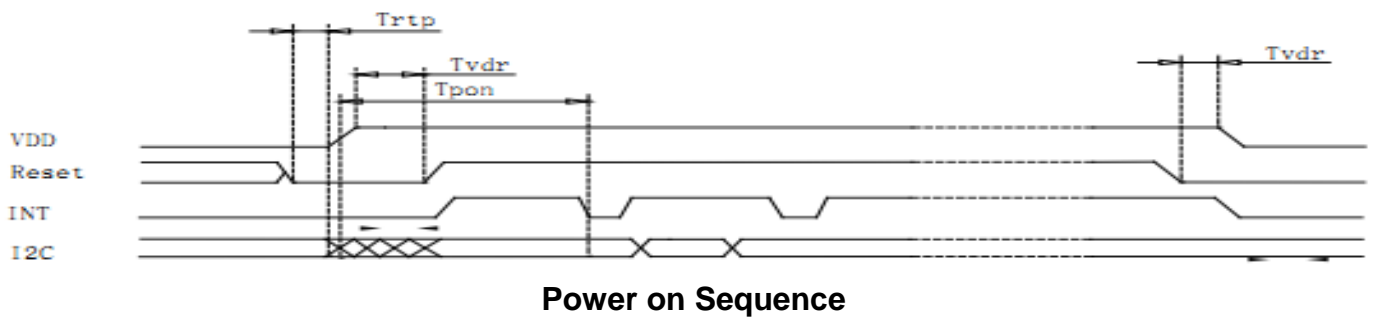 Trtp
Tvdr
Tvdr
Tpon
VDD
Reset
INT
I2C
Power on Sequence